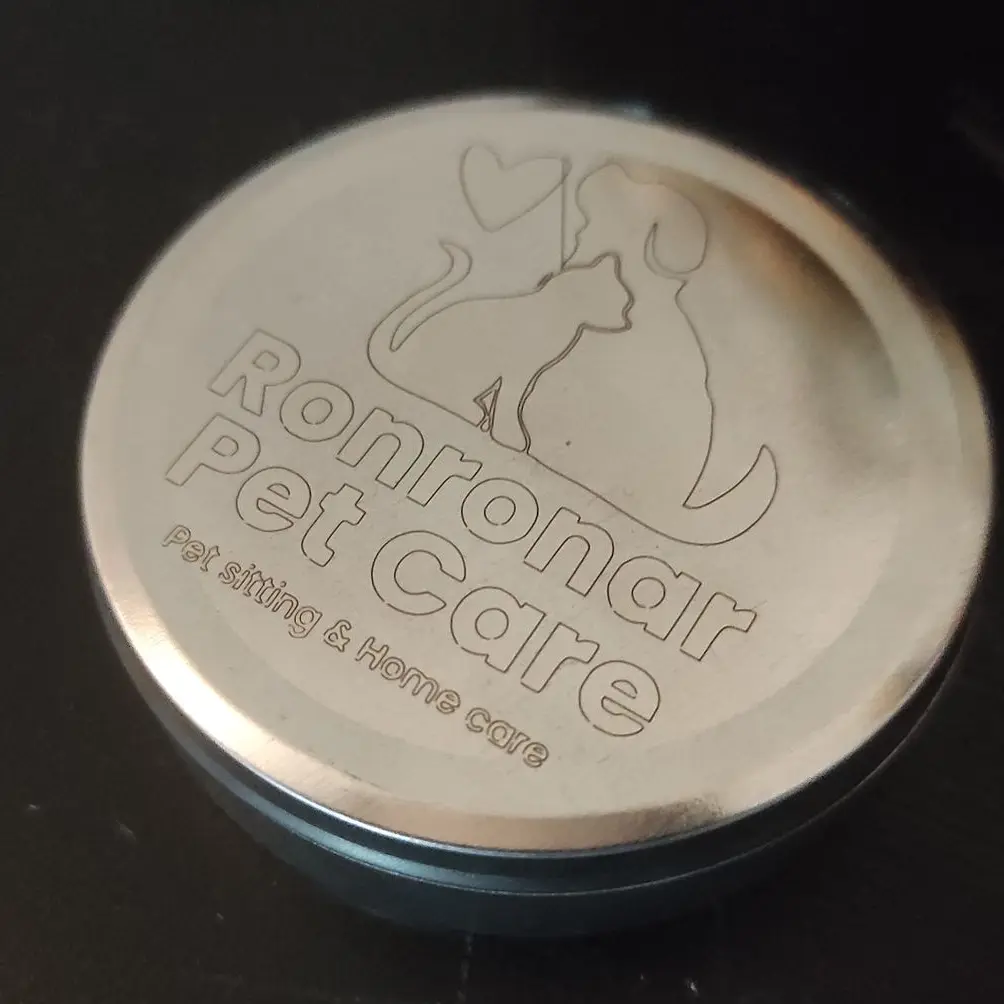 Ronronar
Pet Care
Pet sitting & Home care